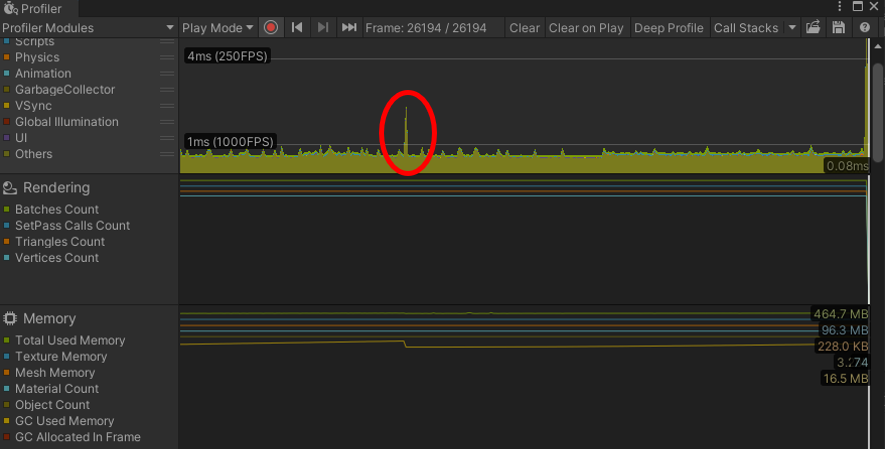 Profiler
Profiler Modules
Play Mode
Frame: 26194 / 26194
Clear
Clear on Play
Deep Profile
Call Stacks
Scripts
Physics
Animation
GarbageCollector
VSync
Global Illumination
UI
Others
4ms (250FPS)
1ms (1000FPS)
0.08ms
Rendering
Batches Count
SetPass Calls Count
Triangles Count
Vertices Count
Memory
Total Used Memory
Texture Memory
Mesh Memory
Material Count
Object Count
GC Used Memory
GC Allocated In Frame
464.7 MB
96.3 MB
228.0 KB
16.5 MB